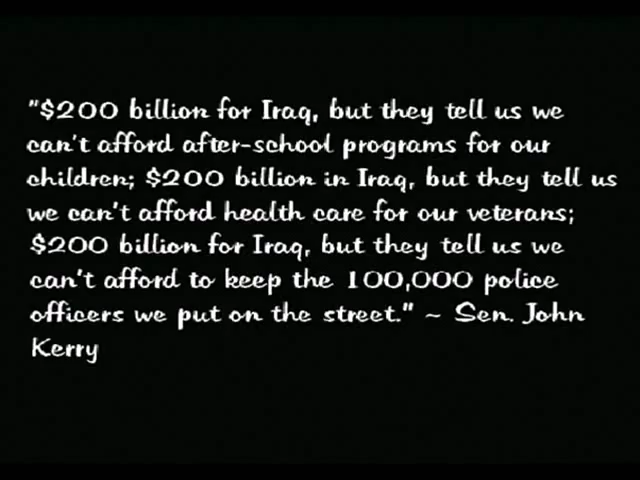 "$200 billion for Iraq, but they tell us we
can't afford after-school programs for our
children; $200 billion in Iraq, but they tell us
we can't afford health care for our veterans;
$200 billion for Iraq, but they tell us we
can't afford to keep the 100,000 police
officers we put on the street." ~ Sen. John
Kerry